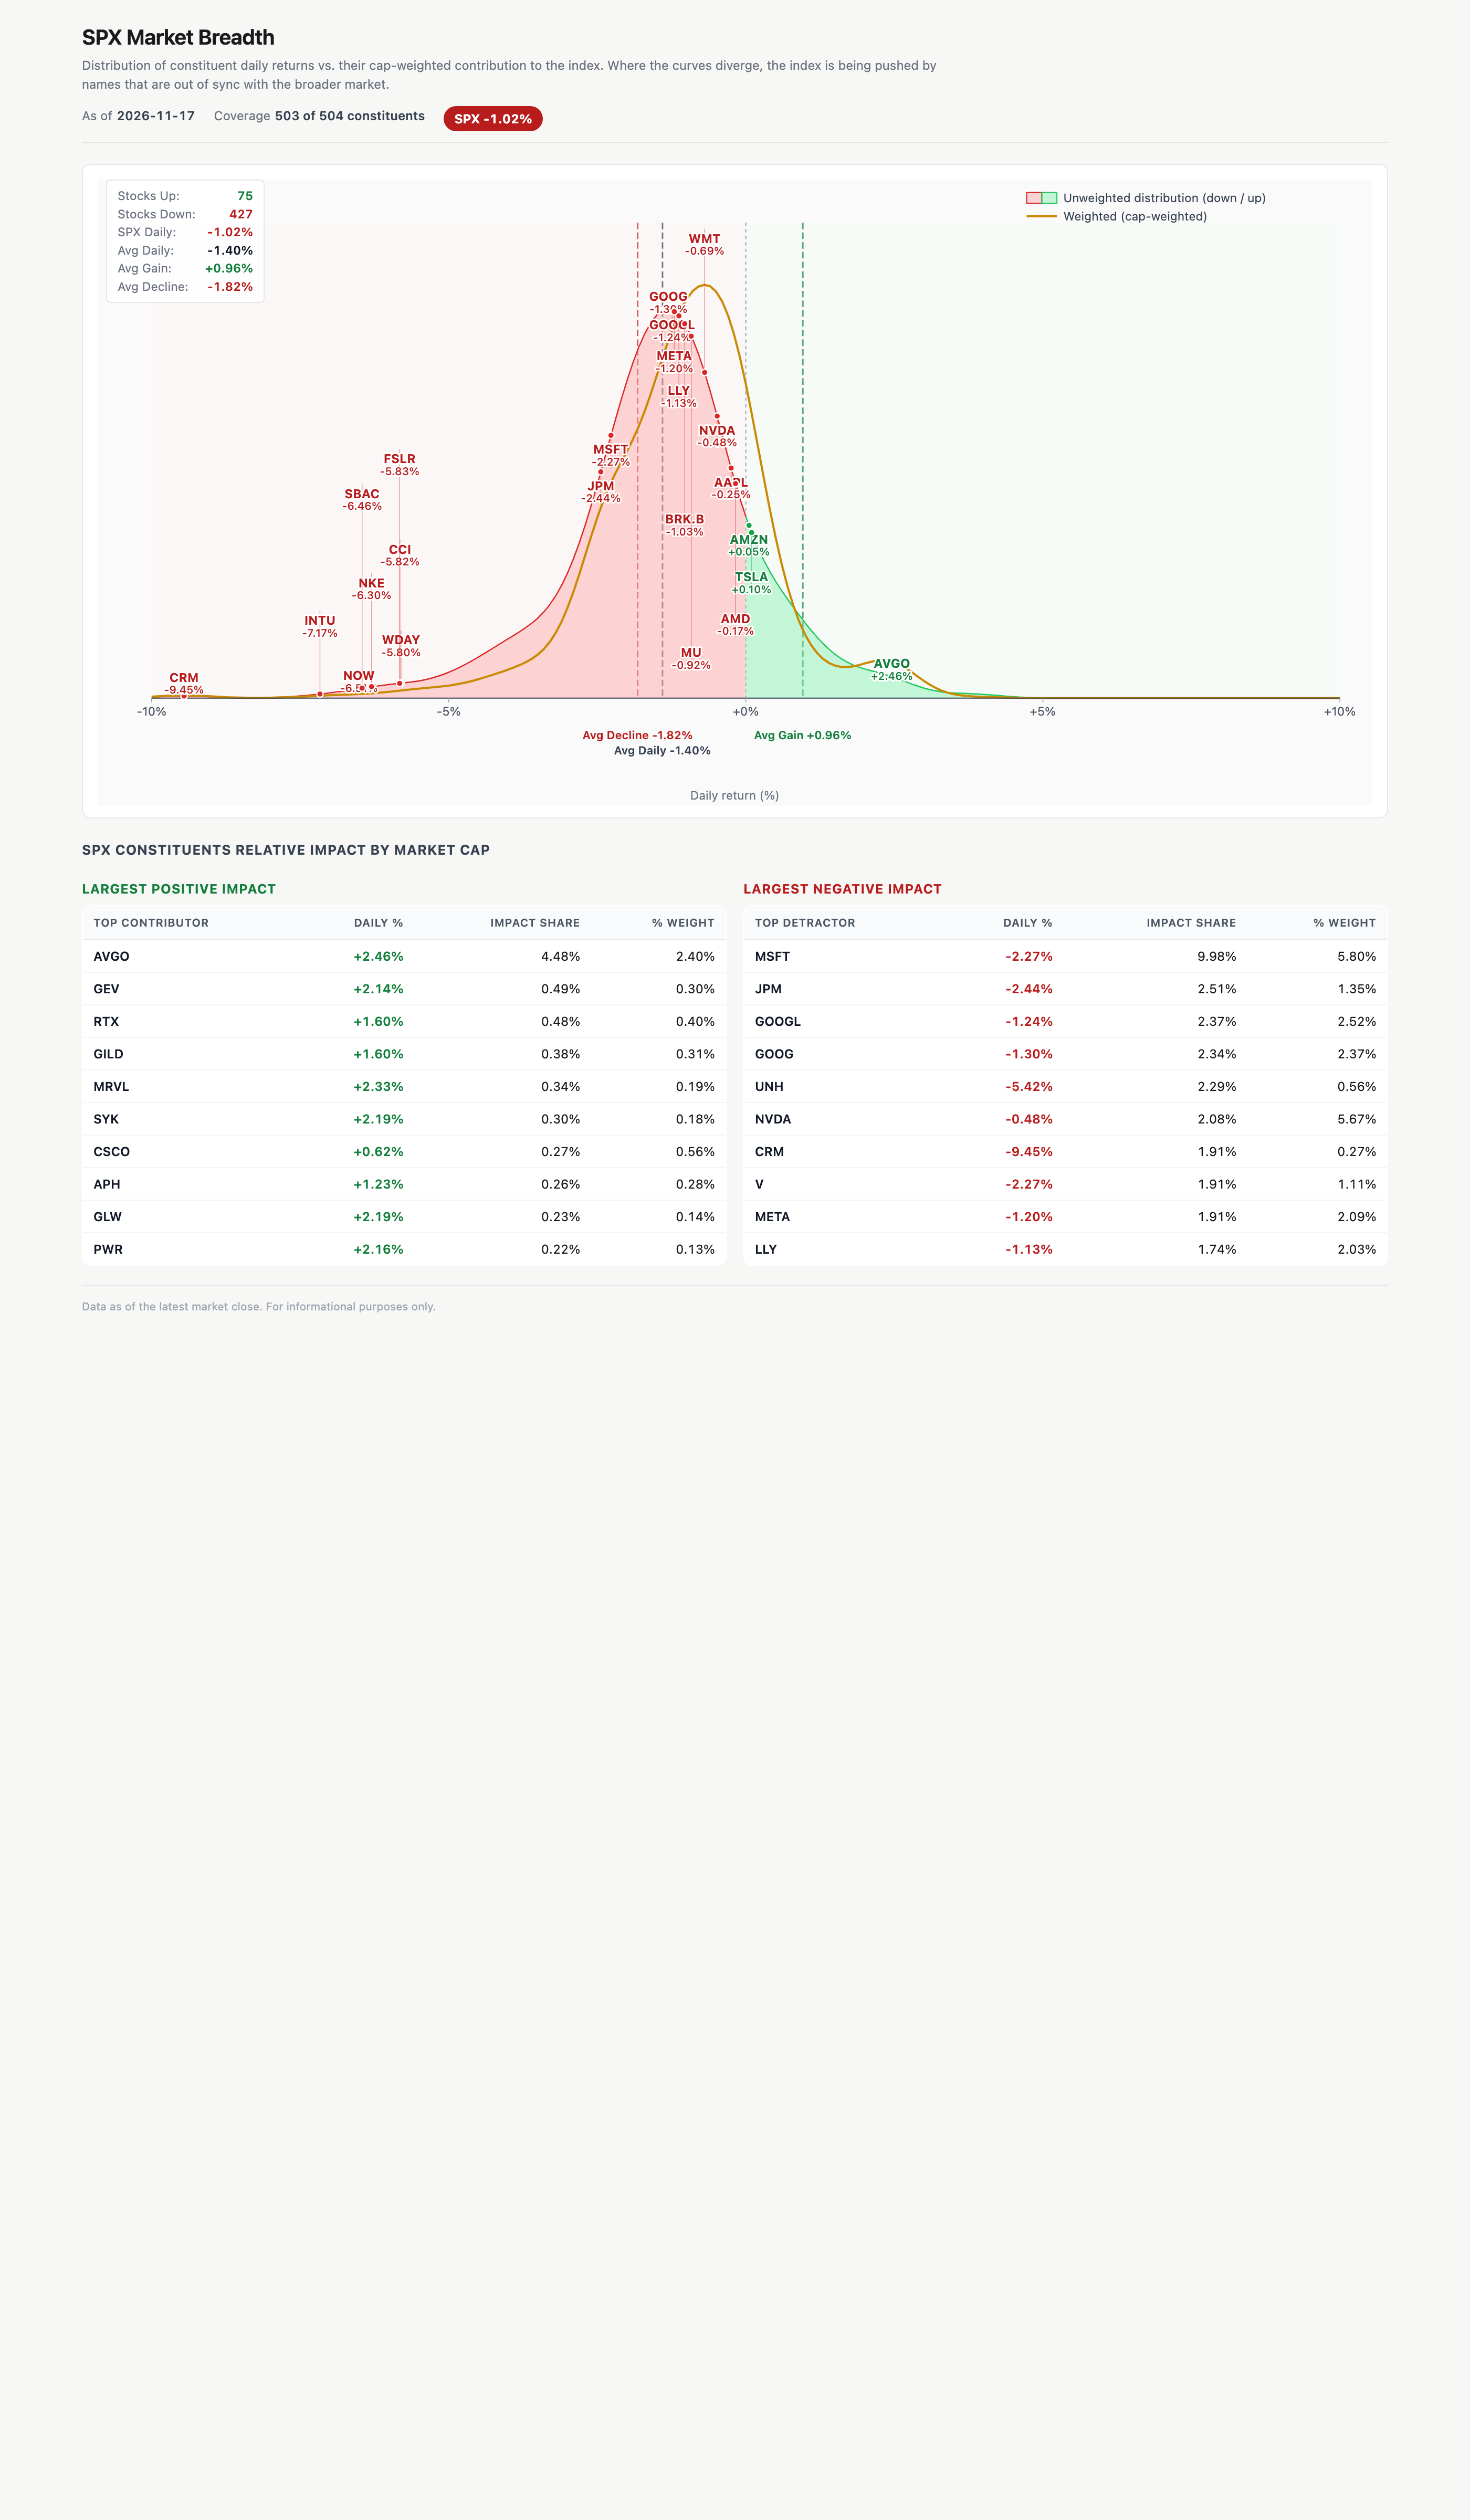 SPX Market Breadth
Distribution of constituent daily returns vs. their cap-weighted contribution to the index. Where the curves diverge, the index is being pushed by
names that are out of sync with the broader market.
As of 2026-11-17 Coverage 503 of 504 constituents SPX -1.02%
Stocks Up: 75
Stocks Down: 427
SPX Daily: -1.02%
Avg Daily: -1.40%
Avg Gain: +0.96%
Avg Decline: -1.82%
Unweighted distribution (down / up)
Weighted (cap-weighted)
WMT
-0.69%
GOOG
-1.30%
GOOGL
-1.24%
META
-1.20%
LLY
-1.13%
NVDA
-0.48%
MSFT
-2.27%
FSLR
-5.83%
JPM
-2.44%
AAPL
-0.25%
SBAC
-6.46%
BRK.B
-1.03%
AMZN
+0.05%
CCI
-5.82%
TSLA
+0.10%
NKE
-6.30%
INTU
-7.17%
AMD
-0.17%
WDAY
-5.80%
MU
-0.92%
AVGO
+2.46%
NOW
CRM
-9.45%
-10% -5% +0% +5% +10%
Avg Decline -1.82% Avg Gain +0.96%
Avg Daily -1.40%
Daily return (%)
SPX CONSTITUENTS RELATIVE IMPACT BY MARKET CAP
LARGEST POSITIVE IMPACT
TOP CONTRIBUTOR DAILY % IMPACT SHARE % WEIGHT
AVGO +2.46% 4.48% 2.40%
GEV +2.14% 0.49% 0.30%
RTX +1.60% 0.48% 0.40%
GILD +1.60% 0.38% 0.31%
MRVL +2.33% 0.34% 0.19%
SYK +2.19% 0.30% 0.18%
CSCO +0.62% 0.27% 0.56%
APH +1.23% 0.26% 0.28%
GLW +2.19% 0.23% 0.14%
PWR +2.16% 0.22% 0.13%
LARGEST NEGATIVE IMPACT
TOP DETRACTOR DAILY % IMPACT SHARE % WEIGHT
MSFT -2.27% 9.98% 5.80%
JPM -2.44% 2.51% 1.35%
GOOGL -1.24% 2.37% 2.52%
GOOG -1.30% 2.34% 2.37%
UNH -5.42% 2.29% 0.56%
NVDA -0.48% 2.08% 5.67%
CRM -9.45% 1.91% 0.27%
V -2.27% 1.91% 1.11%
META -1.20% 1.91% 2.09%
LLY -1.13% 1.74% 2.03%
Data as of the latest market close. For informational purposes only.